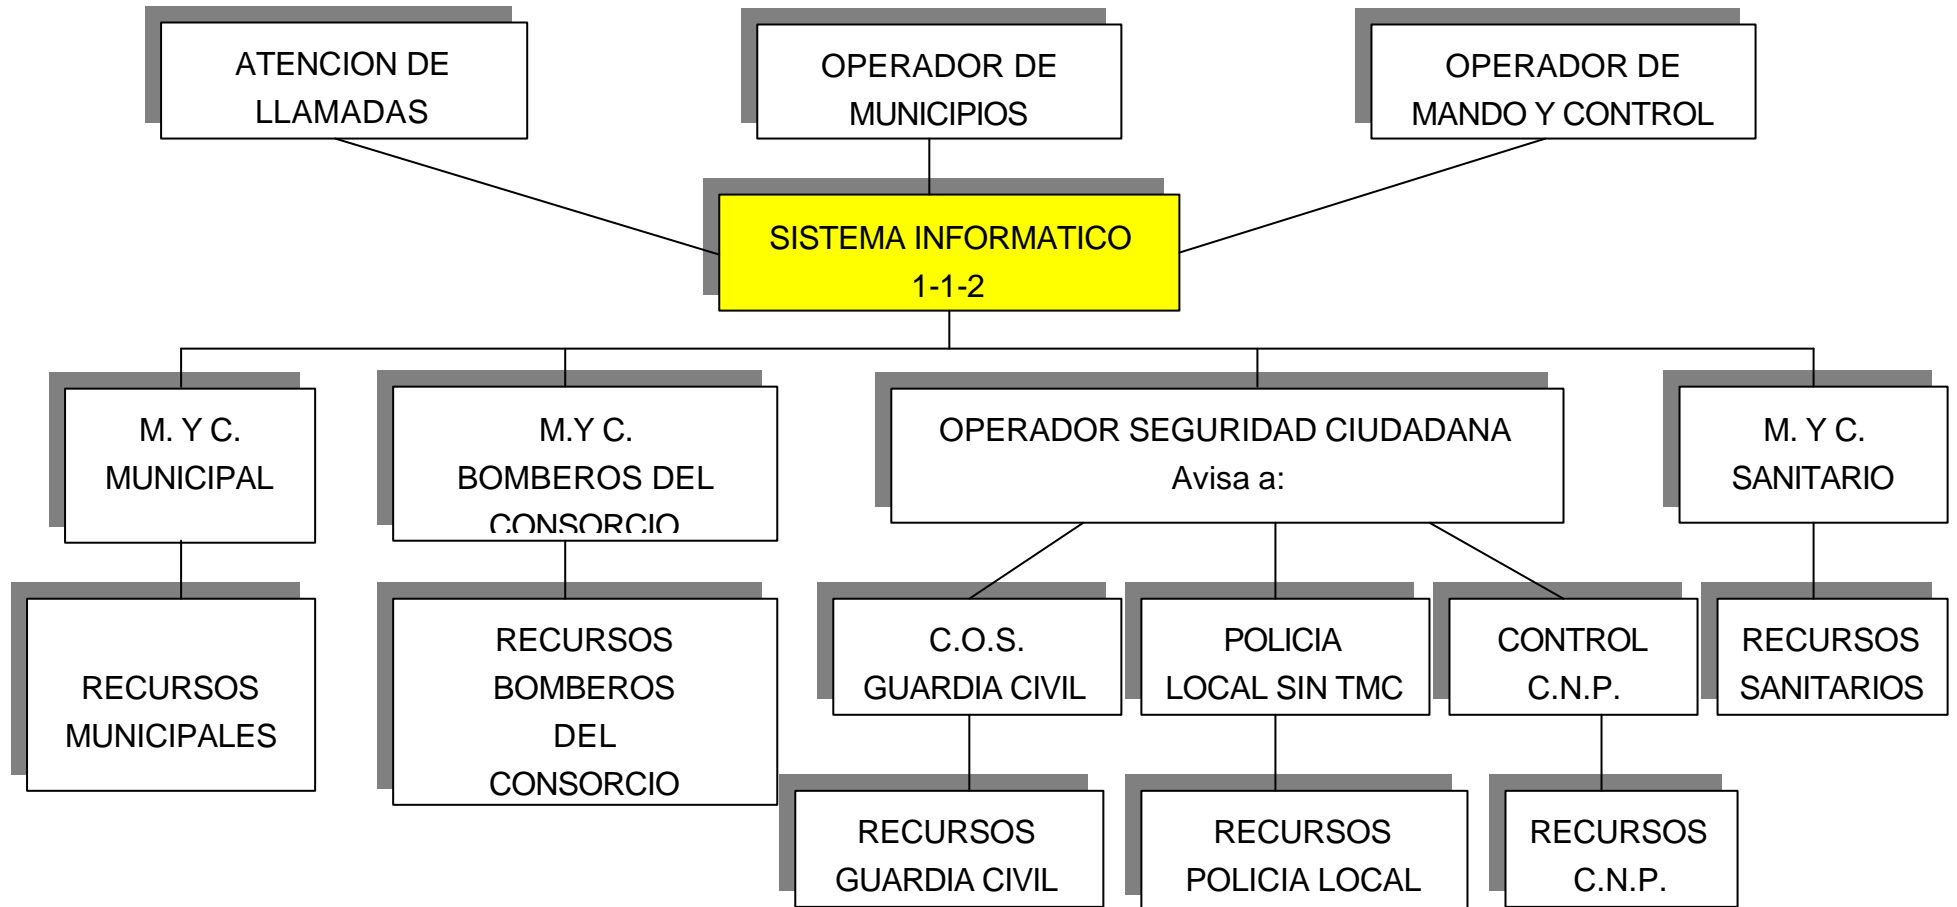 ATENCION DE
LLAMADAS
OPERADOR DE
MUNICIPIOS
OPERADOR DE
MANDO Y CONTROL
SISTEMA INFORMATICO
1-1-2
M. Y C.
MUNICIPAL
M.Y C.
BOMBEROS DEL
CONSORCIO
OPERADOR SEGURIDAD CIUDADANA
Avisa a:
M. Y C.
SANITARIO
RECURSOS
MUNICIPALES
RECURSOS
BOMBEROS
DEL
CONSORCIO
C.O.S.
GUARDIA CIVIL
POLICIA
LOCAL SIN TMC
CONTROL
C.N.P.
RECURSOS
SANITARIOS
RECURSOS
GUARDIA CIVIL
RECURSOS
POLICIA LOCAL
RECURSOS
C.N.P.